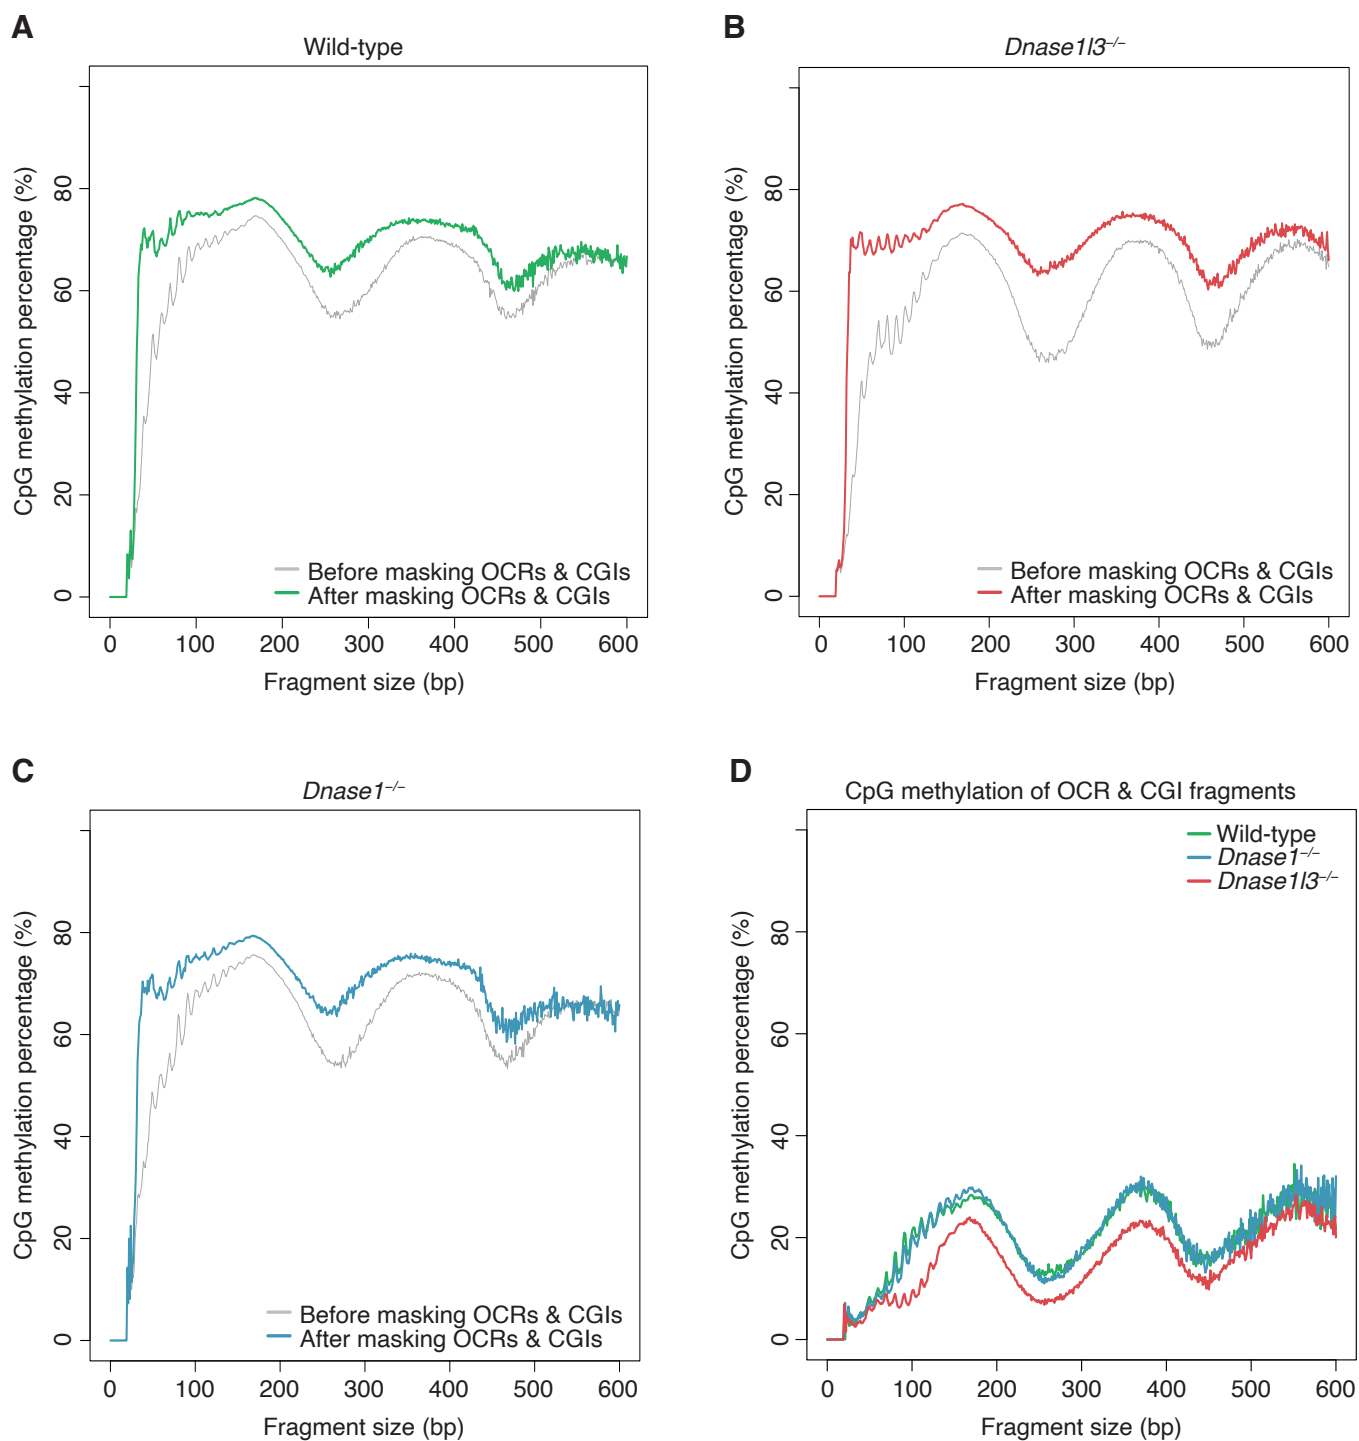 A
Wild-type
CpG methylation percentage (%)
80
60
40
20
0
Before masking OCRs & CGIs
After masking OCRs & CGIs
0 100 200 300 400 500 600
Fragment size (bp)
B
Dnase1l3⁻/⁻
CpG methylation percentage (%)
80
60
40
20
0
Before masking OCRs & CGIs
After masking OCRs & CGIs
0 100 200 300 400 500 600
Fragment size (bp)
C
Dnase1⁻/⁻
CpG methylation percentage (%)
80
60
40
20
0
Before masking OCRs & CGIs
After masking OCRs & CGIs
0 100 200 300 400 500 600
Fragment size (bp)
D
CpG methylation of OCR & CGI fragments
Wild-type
Dnase1⁻/⁻
Dnase1l3⁻/⁻
CpG methylation percentage (%)
80
60
40
20
0
0 100 200 300 400 500 600
Fragment size (bp)